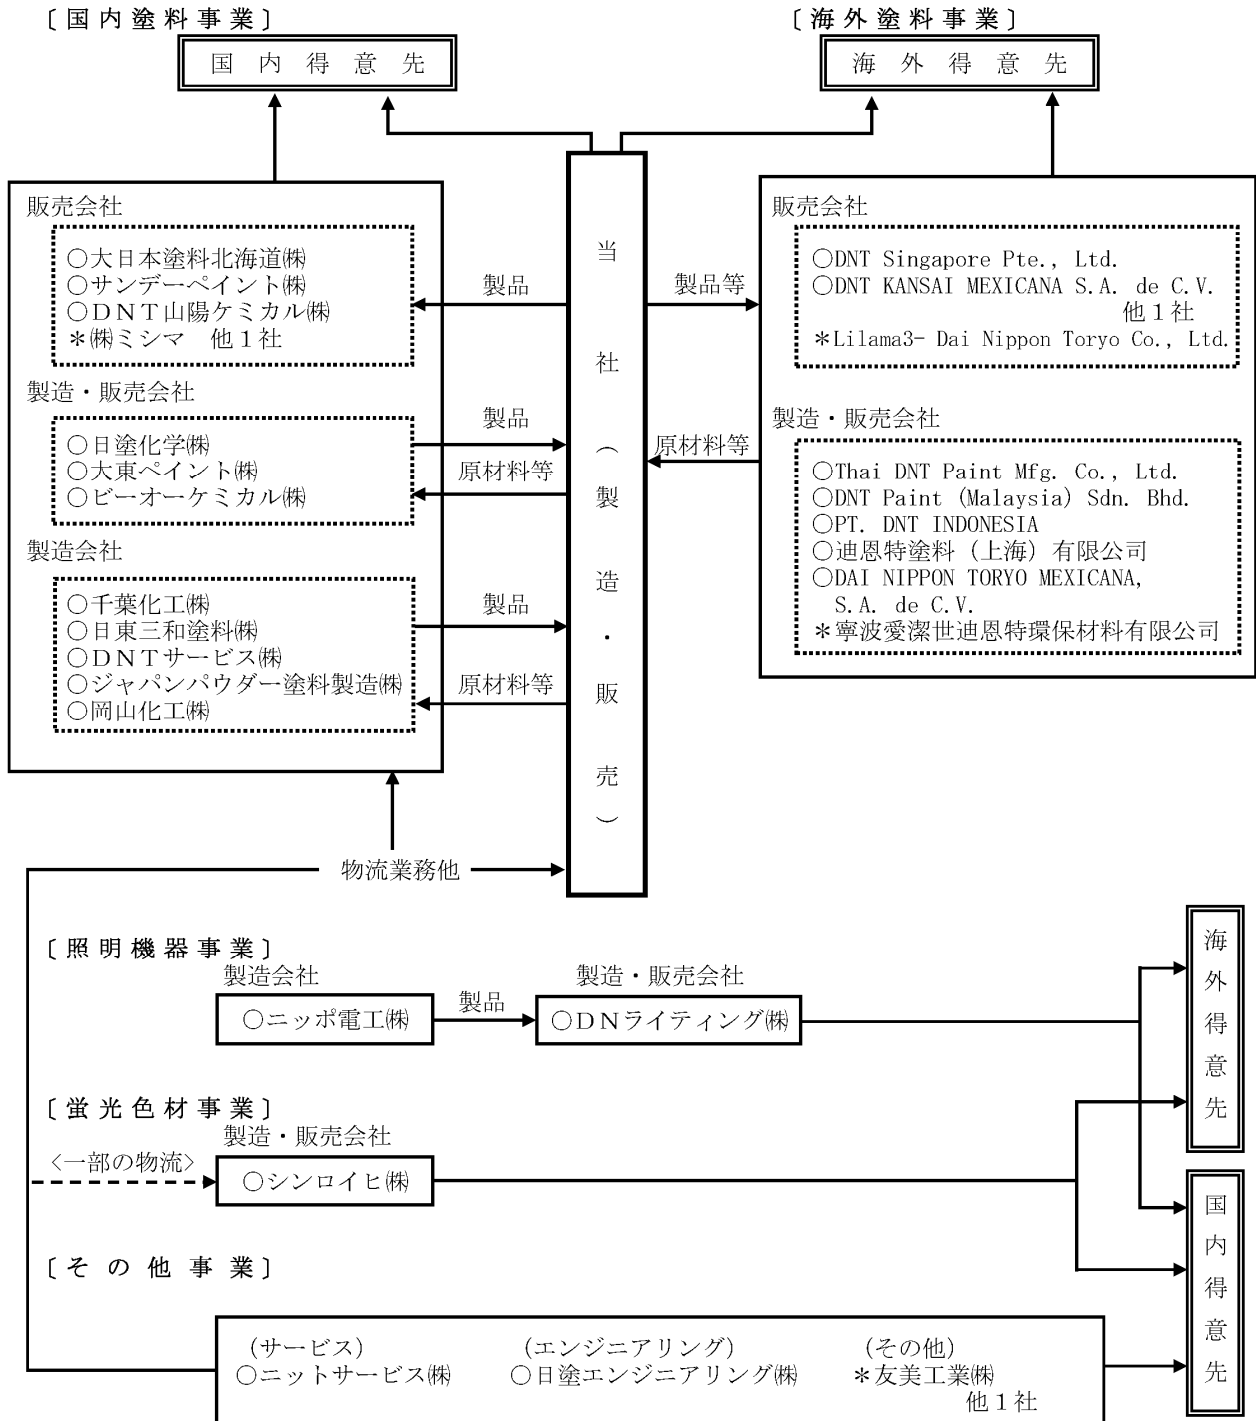 〔国内塗料事業〕
国内得意先
販売会社
○大日本塗料北海道㈱
○サンデーペイント㈱
○DNT山陽ケミカル㈱
＊㈱ミシマ　他１社
製造・販売会社
○日塗化学㈱
○大東ペイント㈱
○ビーオーケミカル㈱
製造会社
○千葉化工㈱
○日東三和塗料㈱
○DNTサービス㈱
○ジャパンパウダー塗料製造㈱
○岡山化工㈱
製品
製品
原材料等
製品
原材料等
当社（製造・販売）
〔海外塗料事業〕
海外得意先
製品等
原材料等
販売会社
○DNT Singapore Pte., Ltd.
○DNT KANSAI MEXICANA S.A. de C.V.
他１社
＊Lilama3- Dai Nippon Toryo Co., Ltd.
製造・販売会社
○Thai DNT Paint Mfg. Co., Ltd.
○DNT Paint (Malaysia) Sdn. Bhd.
○PT. DNT INDONESIA
○迪恩特塗料（上海）有限公司
○DAI NIPPON TORYO MEXICANA,
S.A. de C.V.
＊寧波愛潔世迪恩特環保材料有限公司
物流業務他
〔照明機器事業〕
製造会社
○ニッポ電工㈱
製品
製造・販売会社
○DNライティング㈱
〔蛍光色材事業〕
製造・販売会社
<一部の物流>
○シンロイヒ㈱
海外得意先
国内得意先
〔その他事業〕
(サービス)
○ニットサービス㈱
(エンジニアリング)
○日塗エンジニアリング㈱
(その他)
＊友美工業㈱
他１社